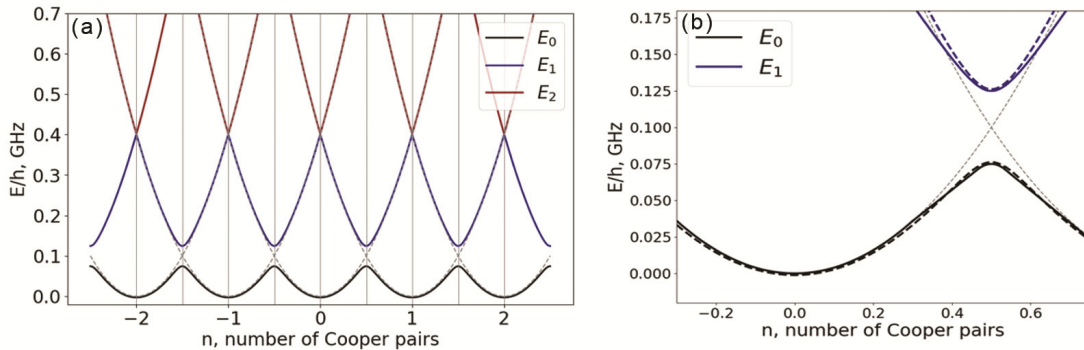 (a)
E₀
E₁
E₂
0.7
0.6
0.5
0.4
0.3
0.2
0.1
0.0
E/h, GHz
−2
−1
0
1
2
n, number of Cooper pairs
(b)
E₀
E₁
0.175
0.150
0.125
0.100
0.075
0.050
0.025
0.000
E/h, GHz
−0.2
0.0
0.2
0.4
0.6
n, number of Cooper pairs